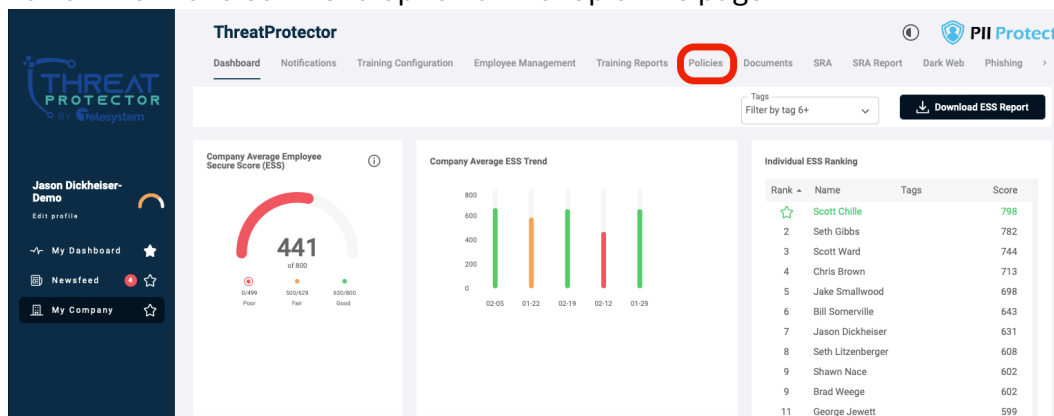 ThreatProtector
PII Protect
Dashboard Notifications Training Configuration Employee Management Training Reports Policies Documents SRA SRA Report Dark Web Phishing >
THREAT
PROTECTOR
BY Telesystem
Tags
Filter by tag 6+
Download ESS Report
Jason Dickheiser-
Demo
Edit profile
My Dashboard
Newsfeed 4
My Company
Company Average Employee
Secure Score (ESS)
441
of 800
0/499 500/629 630/800
Poor Fair Good
Company Average ESS Trend
800
600
400
200
0
02-05 01-22 02-19 02-12 01-29
Individual ESS Ranking
Rank Name Tags Score
Scott Chille 798
2 Seth Gibbs 782
3 Scott Ward 744
4 Chris Brown 713
5 Jake Smallwood 698
6 Bill Somerville 643
7 Jason Dickheiser 631
8 Seth Litzenberger 608
9 Shawn Nace 602
9 Brad Weege 602
11 George Jewett 599